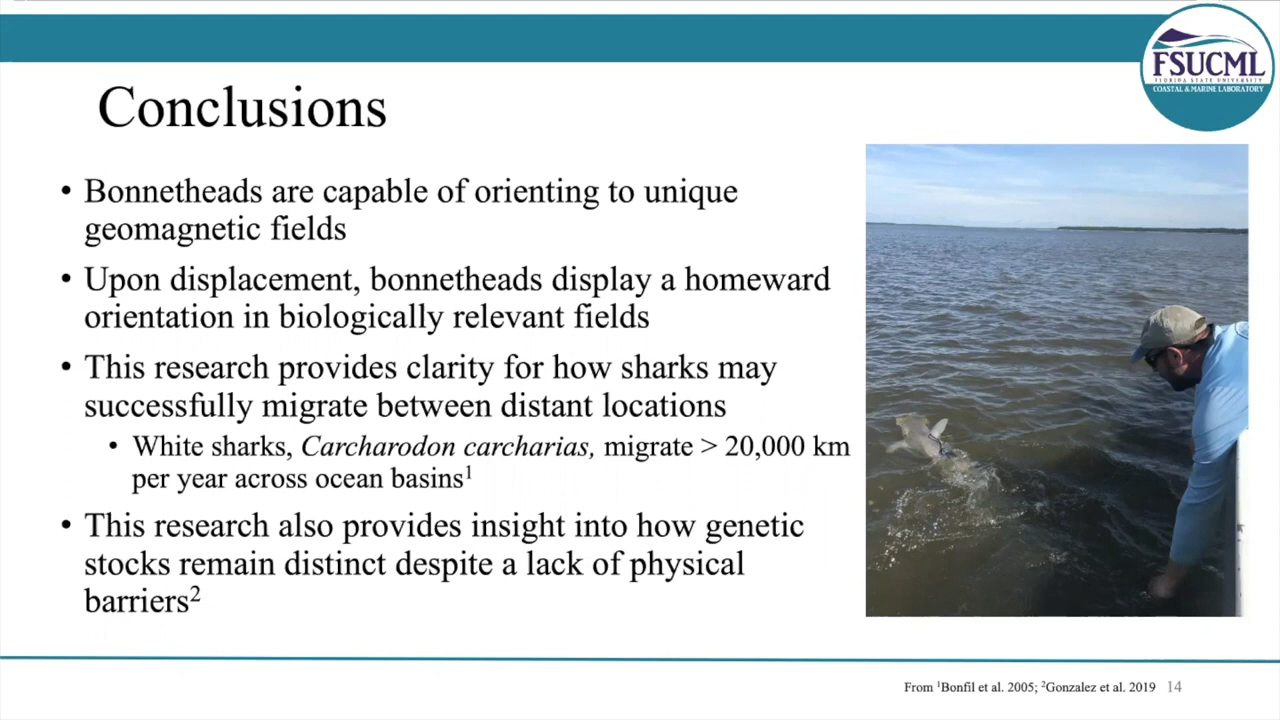 FSUCML
FLORIDA STATE UNIVERSITY
COASTAL & MARINE LABORATORY
Conclusions
• Bonnetheads are capable of orienting to unique
geomagnetic fields
• Upon displacement, bonnetheads display a homeward
orientation in biologically relevant fields
• This research provides clarity for how sharks may
successfully migrate between distant locations
• White sharks, Carcharodon carcharias, migrate > 20,000 km
per year across ocean basins¹
• This research also provides insight into how genetic
stocks remain distinct despite a lack of physical
barriers²
From ¹Bonfil et al. 2005; ²Gonzalez et al. 2019 14